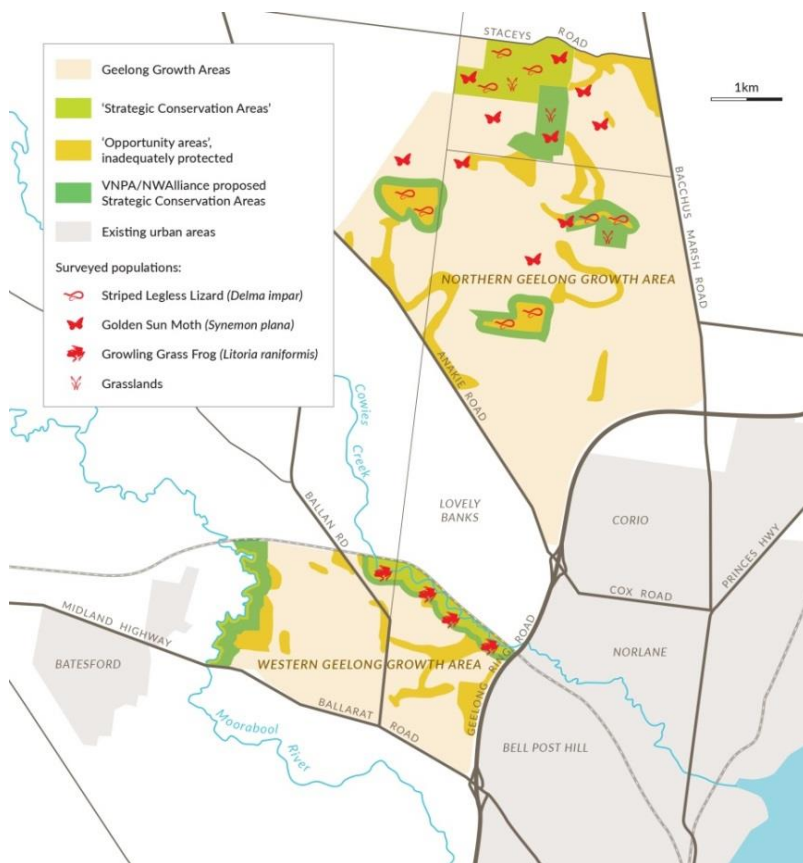 STACEYS ROAD
Geelong Growth Areas
'Strategic Conservation Areas'
'Opportunity areas',
inadequately protected
VNPA/NWAlliance proposed
Strategic Conservation Areas
Existing urban areas
Surveyed populations:
Striped Legless Lizard (Delma impar)
Golden Sun Moth (Synemon plana)
Growling Grass Frog (Litoria raniformis)
Grasslands
1km
BACCHUS MARSH ROAD
NORTHERN GEELONG GROWTH AREA
ANAKIE ROAD
Cowies
Creek
BALLAN RD
LOVELY
BANKS
CORIO
PRINCES HWY
COX ROAD
MIDLAND HIGHWAY
BATESFORD
WESTERN GEELONG GROWTH AREA
GEELONG RING ROAD
NORLANE
BALLARAT
ROAD
Moorabool
River
BELL POST HILL